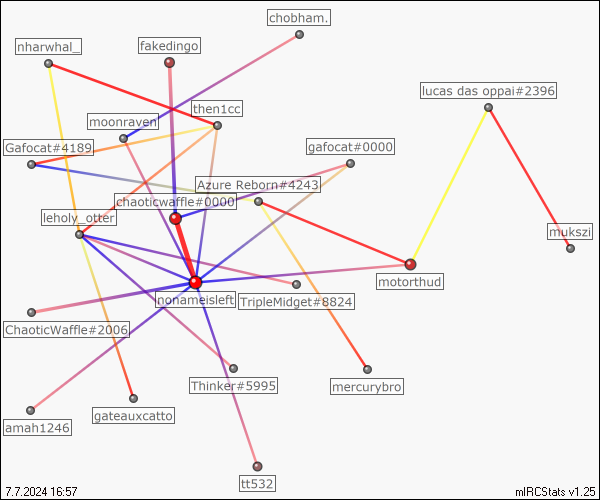 chobham.
nharwhal_
fakedingo
lucas das oppai#2396
then1cc
moonraven
Gafocat#4189
gafocat#0000
Azure Reborn#4243
chaoticwaffle#0000
leholy_otter
mukszi
motorthud
nonameisleft
TripleMidget#8824
ChaoticWaffle#2006
Thinker#5995
mercurybro
gateauxcatto
amah1246
tt532
7.7.2024 16:57
mIRCStats v1.25